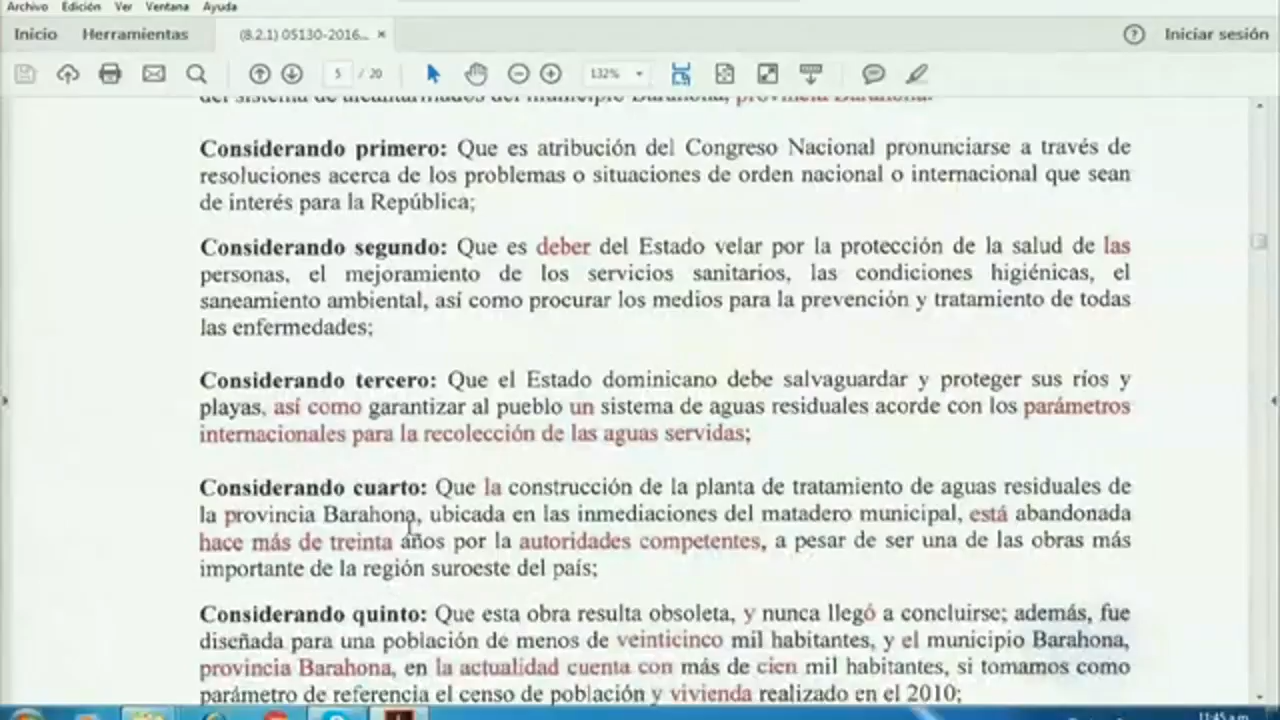 Archivo Edición Ver Ventana Ayuda
Inicio Herramientas (8.2.1) 05130-2016... × ? Iniciar sesión
5 / 20 132%
del sistema de alcantarillados del municipio Barahona, provincia Barahona.
Considerando primero: Que es atribución del Congreso Nacional pronunciarse a través de
resoluciones acerca de los problemas o situaciones de orden nacional o internacional que sean
de interés para la República;
Considerando segundo: Que es deber del Estado velar por la protección de la salud de las
personas, el mejoramiento de los servicios sanitarios, las condiciones higiénicas, el
saneamiento ambiental, así como procurar los medios para la prevención y tratamiento de todas
las enfermedades;
Considerando tercero: Que el Estado dominicano debe salvaguardar y proteger sus ríos y
playas, así como garantizar al pueblo un sistema de aguas residuales acorde con los parámetros
internacionales para la recolección de las aguas servidas;
Considerando cuarto: Que la construcción de la planta de tratamiento de aguas residuales de
la provincia Barahona, ubicada en las inmediaciones del matadero municipal, está abandonada
hace más de treinta años por la autoridades competentes, a pesar de ser una de las obras más
importante de la región suroeste del país;
Considerando quinto: Que esta obra resulta obsoleta, y nunca llegó a concluirse; además, fue
diseñada para una población de menos de veinticinco mil habitantes, y el municipio Barahona,
provincia Barahona, en la actualidad cuenta con más de cien mil habitantes, si tomamos como
parámetro de referencia el censo de población y vivienda realizado en el 2010;